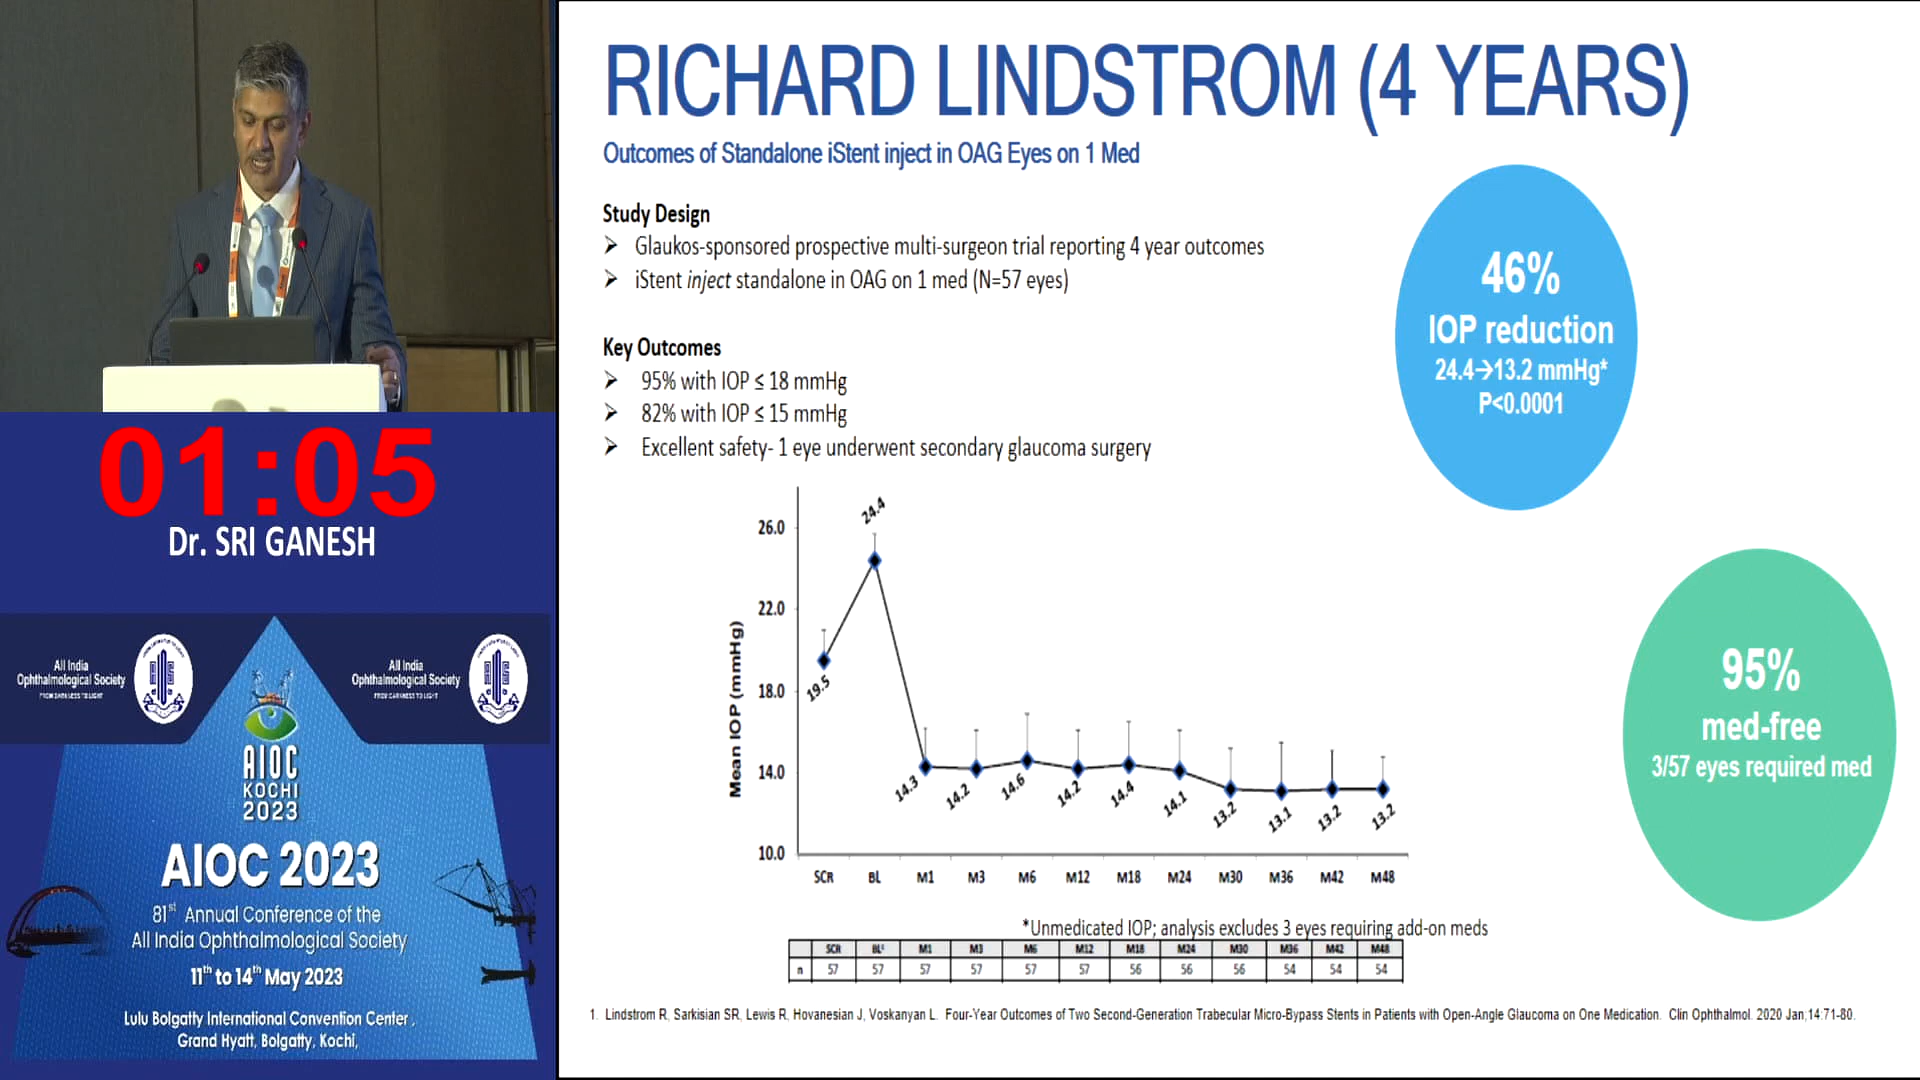 RICHARD LINDSTROM (4 YEARS)
Outcomes of Standalone iStent inject in OAG Eyes on 1 Med
Study Design
➢ Glaukos-sponsored prospective multi-surgeon trial reporting 4 year outcomes
➢ iStent inject standalone in OAG on 1 med (N=57 eyes)
Key Outcomes
➢ 95% with IOP ≤ 18 mmHg
➢ 82% with IOP ≤ 15 mmHg
➢ Excellent safety- 1 eye underwent secondary glaucoma surgery
46%
IOP reduction
24.4→13.2 mmHg*
P<0.0001
95%
med-free
3/57 eyes required med
Mean IOP (mmHg)
26.0
22.0
18.0
14.0
10.0
19.5 24.4 14.3 14.2 14.6 14.2 14.4 14.1 13.2 13.1 13.2 13.2
SCR BL M1 M3 M6 M12 M18 M24 M30 M36 M42 M48
*Unmedicated IOP; analysis excludes 3 eyes requiring add-on meds
SCR BL¹ M1 M3 M6 M12 M18 M24 M30 M36 M42 M48
n 57 57 57 57 57 57 56 56 56 54 54 54
1. Lindstrom R, Sarkisian SR, Lewis R, Hovanesian J, Voskanyan L. Four-Year Outcomes of Two Second-Generation Trabecular Micro-Bypass Stents in Patients with Open-Angle Glaucoma on One Medication. Clin Ophthalmol. 2020 Jan;14:71-80.
01:05
Dr. SRI GANESH
All India
Ophthalmological Society
FROM DARKNESS TO LIGHT
All India
Ophthalmological Society
FROM DARKNESS TO LIGHT
AIOC
KOCHI
2023
AIOC 2023
81st Annual Conference of the
All India Ophthalmological Society
11th to 14th May 2023
Lulu Bolgatty International Convention Center,
Grand Hyatt, Bolgatty, Kochi,